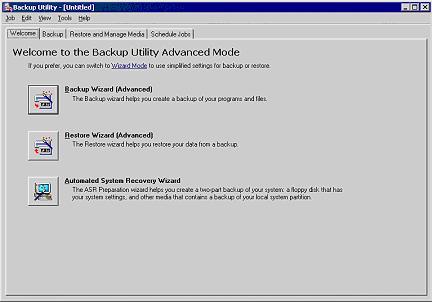 Backup Utility - [Untitled]
Job Edit View Tools Help
Welcome Backup Restore and Manage Media Schedule Jobs
Welcome to the Backup Utility Advanced Mode
If you prefer, you can switch to Wizard Mode to use simplified settings for backup or restore.
Backup Wizard (Advanced)
The Backup wizard helps you create a backup of your programs and files.
Restore Wizard (Advanced)
The Restore wizard helps you restore your data from a backup.
Automated System Recovery Wizard
The ASR Preparation wizard helps you create a two-part backup of your system: a floppy disk that has
your system settings, and other media that contains a backup of your local system partition.